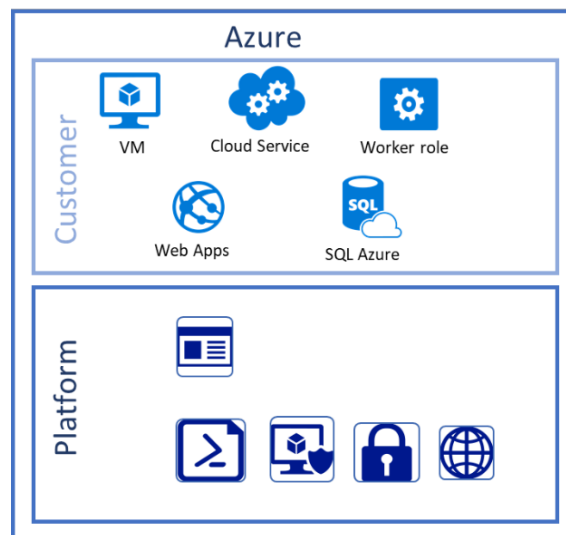 Azure
Customer
VM
Cloud Service
Worker role
Web Apps
SQL
SQL Azure
Platform